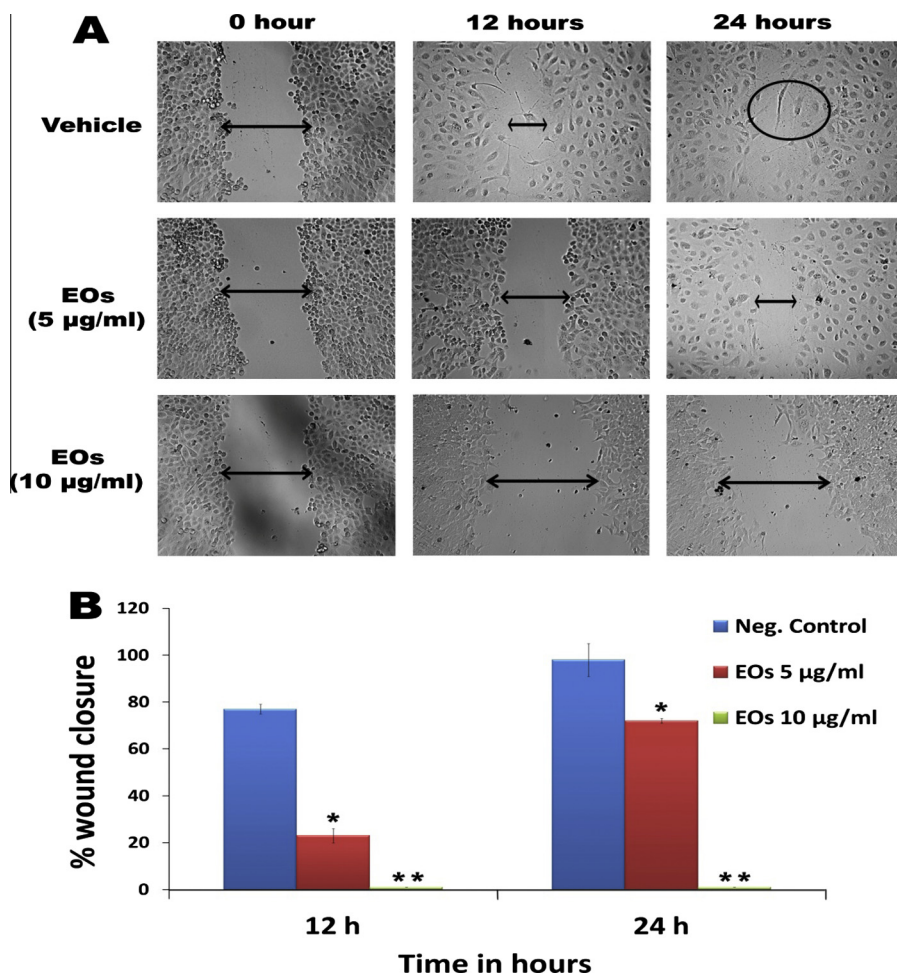 A
0 hour
12 hours
24 hours
Vehicle
EOs
(5 µg/ml)
EOs
(10 µg/ml)
B
% wound closure
120
100
80
60
40
20
0
*
* *
*
* *
Neg. Control
EOs 5 µg/ml
EOs 10 µg/ml
12 h
24 h
Time in hours